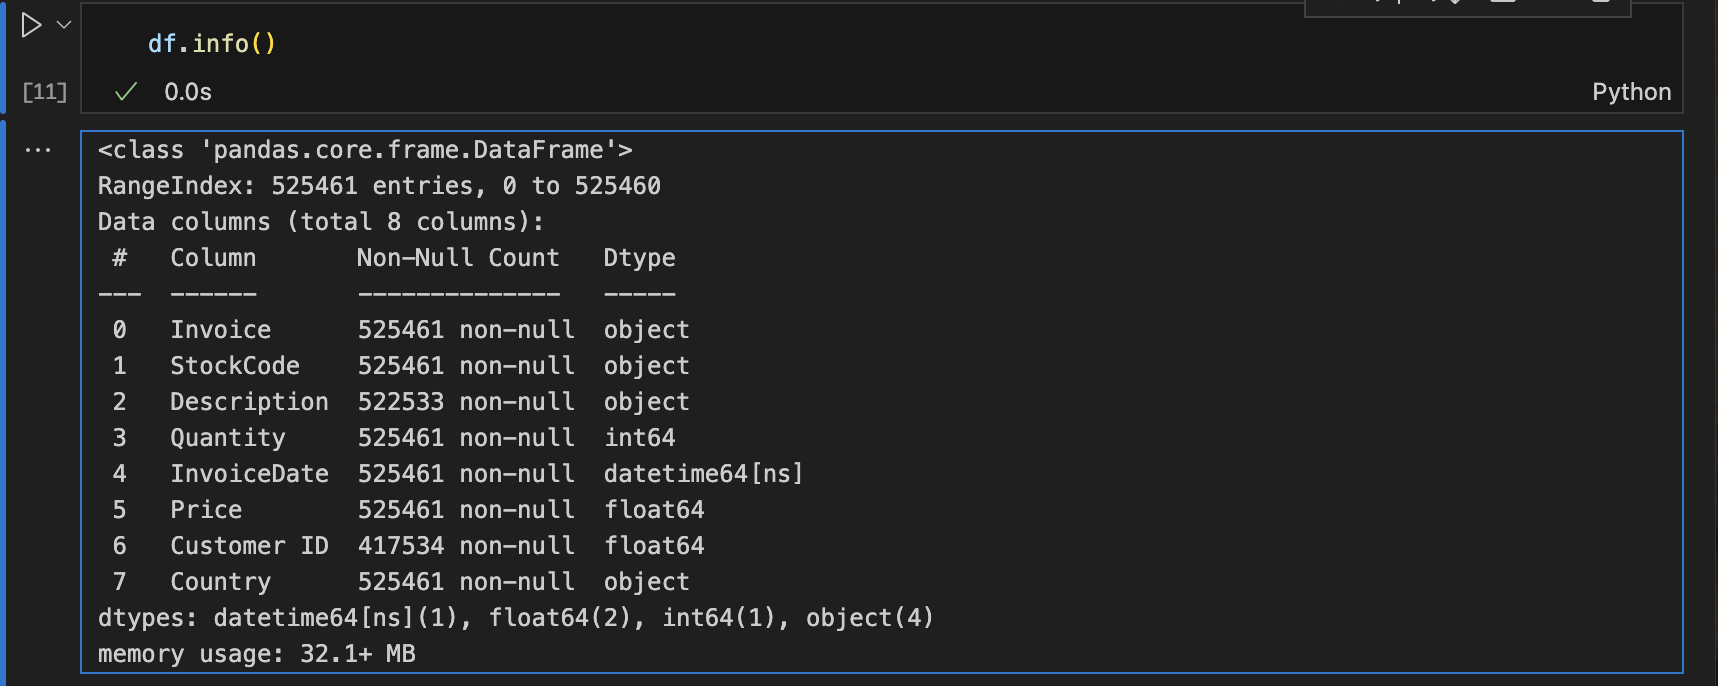 df.info()
[11]
0.0s
Python
<class 'pandas.core.frame.DataFrame'>
RangeIndex: 525461 entries, 0 to 525460
Data columns (total 8 columns):
 #   Column       Non-Null Count   Dtype
---  ------       --------------   -----
 0   Invoice      525461 non-null  object
 1   StockCode    525461 non-null  object
 2   Description  522533 non-null  object
 3   Quantity     525461 non-null  int64
 4   InvoiceDate  525461 non-null  datetime64[ns]
 5   Price        525461 non-null  float64
 6   Customer ID  417534 non-null  float64
 7   Country      525461 non-null  object
dtypes: datetime64[ns](1), float64(2), int64(1), object(4)
memory usage: 32.1+ MB